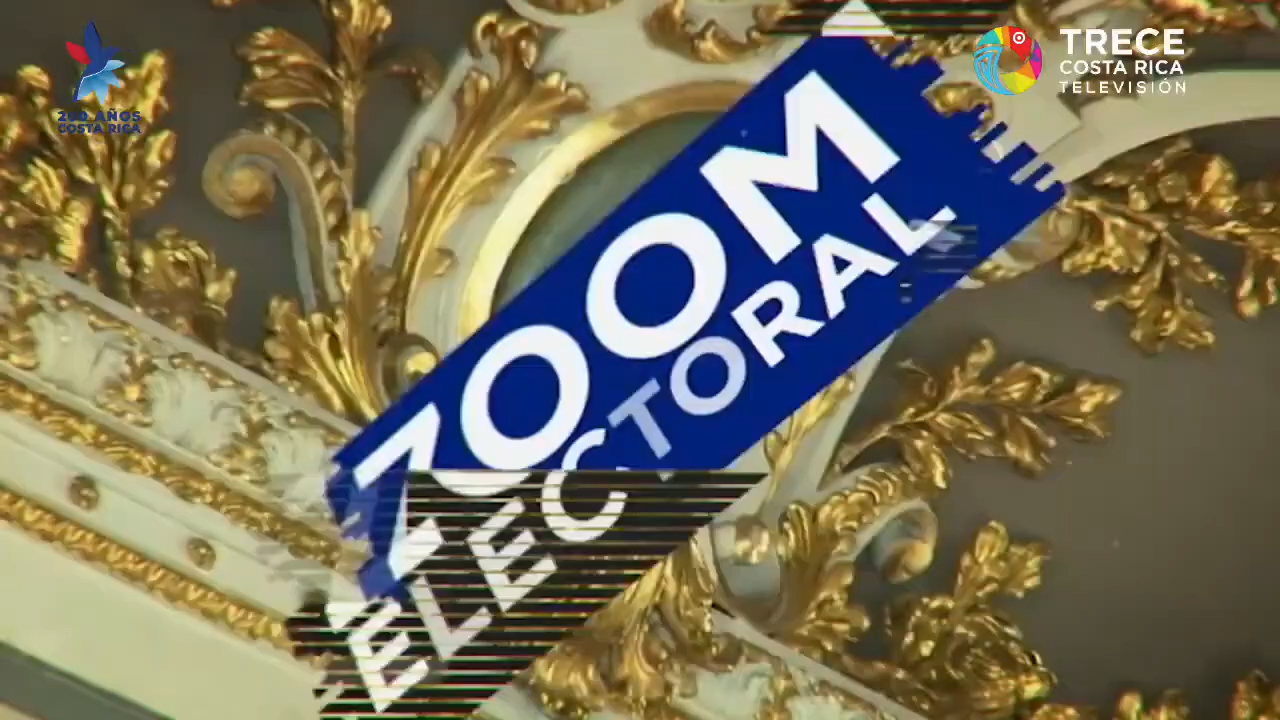 200 AÑOS
COSTA RICA
TRECE
COSTA RICA
TELEVISIÓN
ZOOM
ELECTORAL